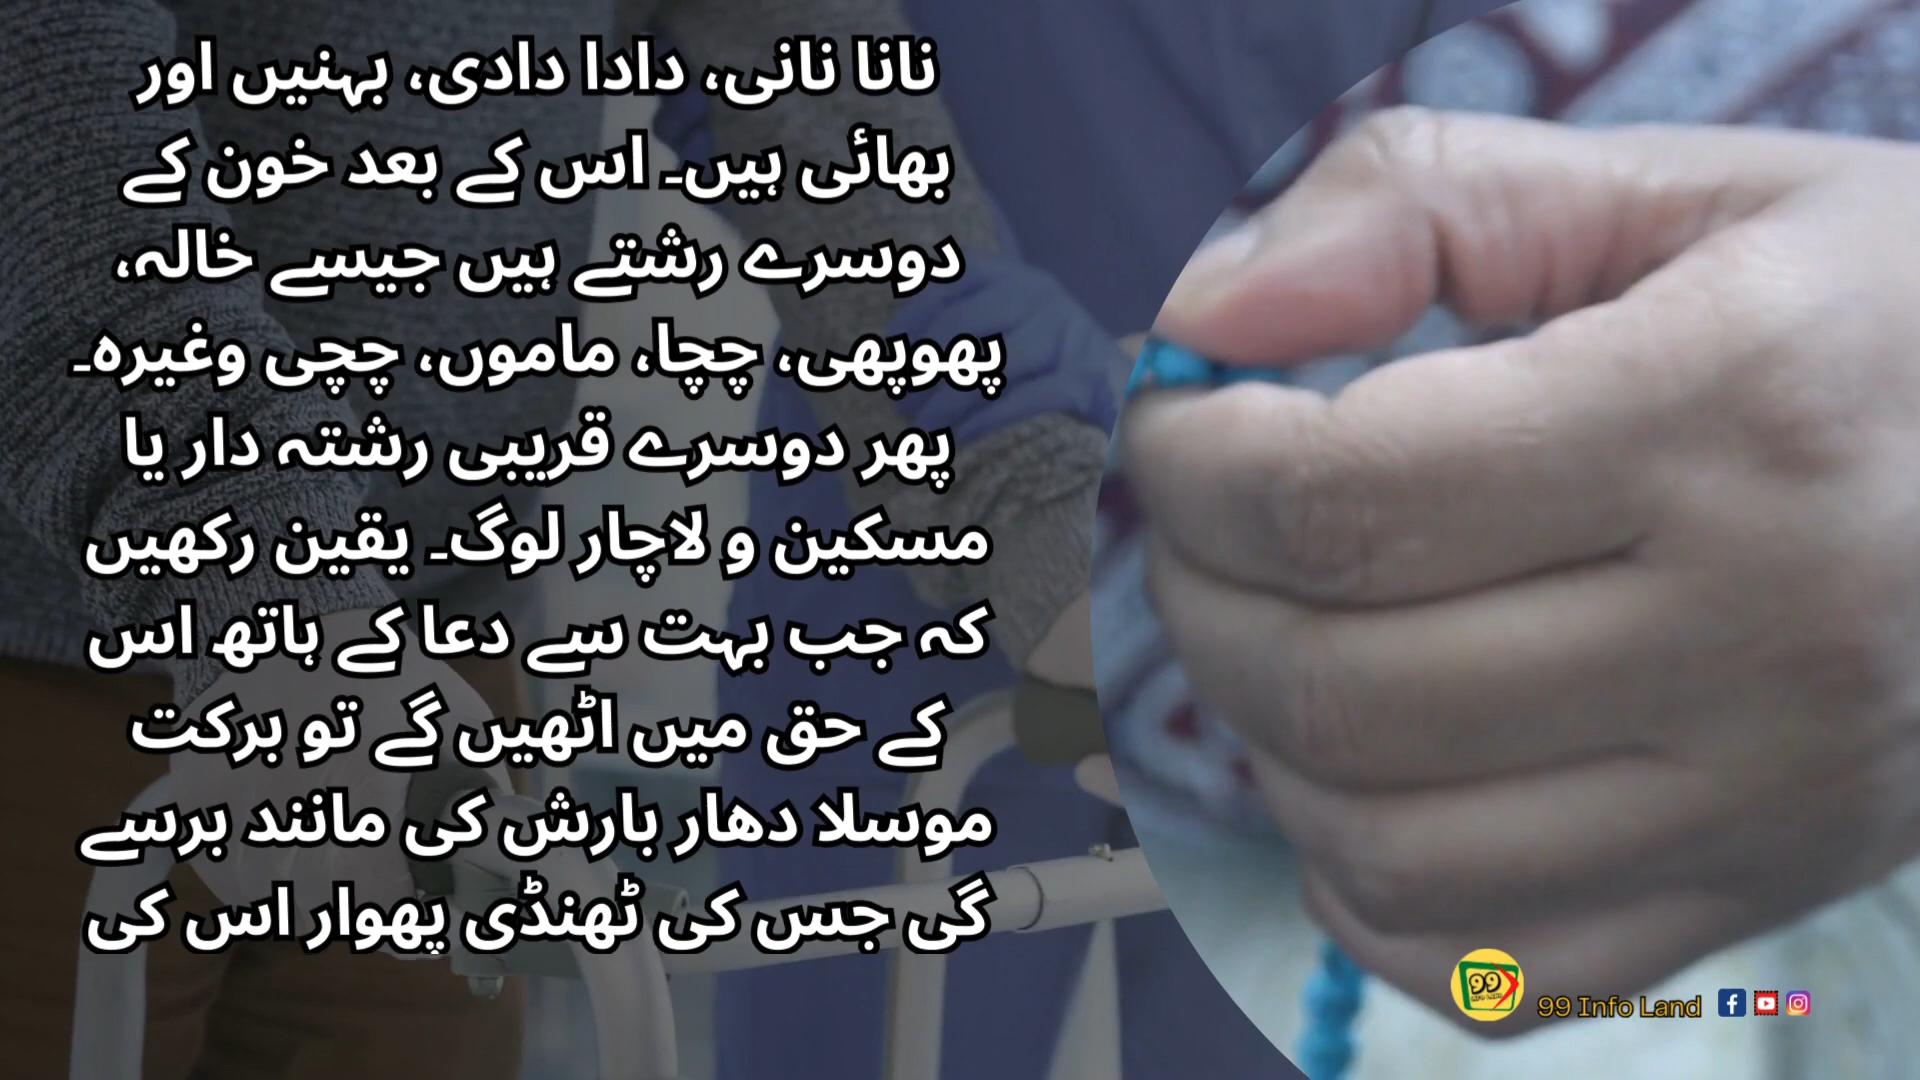 نانا نانی، دادا دادی، بہنیں اور
بھائی ہیں۔ اس کے بعد خون کے
دوسرے رشتے ہیں جیسے خالہ،
پھوپھی، چچا، ماموں، چچی وغیرہ۔
پھر دوسرے قریبی رشتہ دار یا
مسکین و لاچار لوگ۔ یقین رکھیں
کہ جب بہت سے دعا کے ہاتھ اس
کے حق میں اٹھیں گے تو برکت
موسلا دھار بارش کی مانند برسے
گی جس کی ٹھنڈی پھوار اس کی
99
INFO LAND
99 Info Land